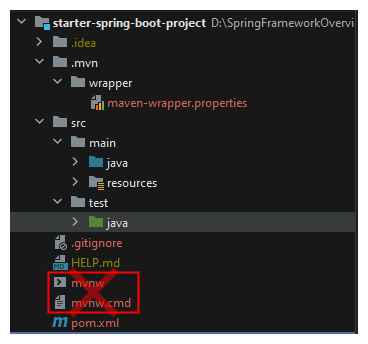 starter-spring-boot-project D:\SpringFrameworkOvervi
.idea
.mvn
wrapper
maven-wrapper.properties
src
main
java
resources
test
java
.gitignore
MD HELP.md
mvnw
mvnw.cmd
m pom.xml